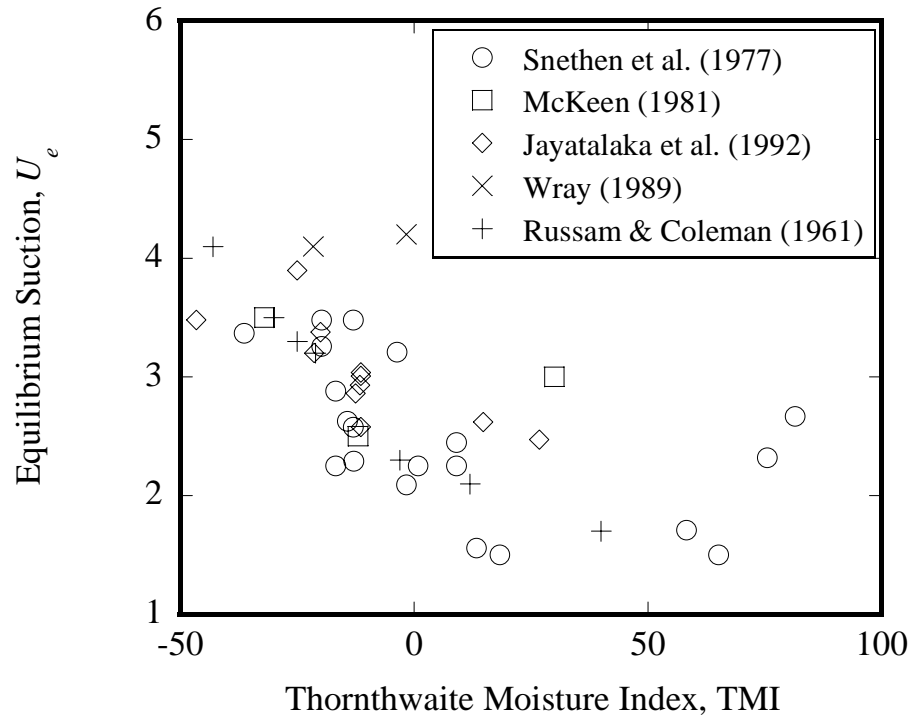 6
5
4
3
2
1
-50
0
50
100
Equilibrium Suction, U e
Thornthwaite Moisture Index, TMI
Snethen et al. (1977)
McKeen (1981)
Jayatalaka et al. (1992)
Wray (1989)
Russam & Coleman (1961)